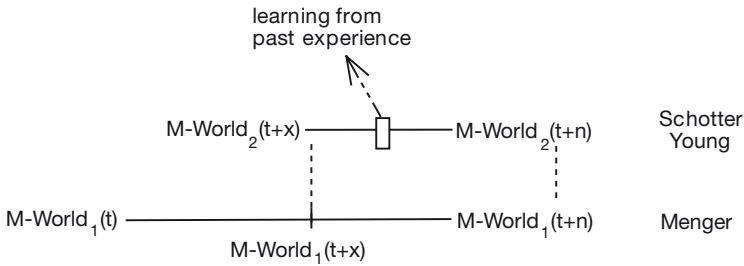 learning from
past experience
M-World₂(t+x)
M-World₂(t+n)
Schotter
Young
M-World₁(t)
M-World₁(t+n)
Menger
M-World₁(t+x)